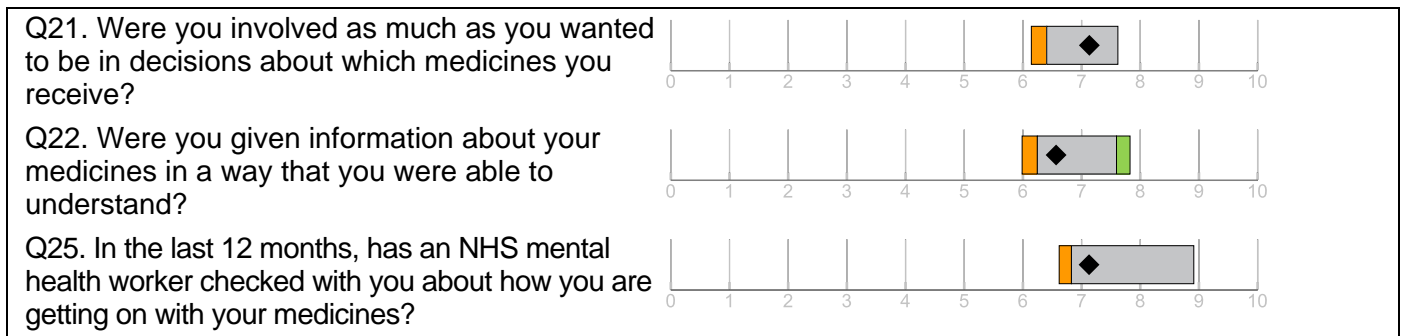 Q21. Were you involved as much as you wanted
to be in decisions about which medicines you
receive?
0 1 2 3 4 5 6 7 8 9 10
Q22. Were you given information about your
medicines in a way that you were able to
understand?
0 1 2 3 4 5 6 7 8 9 10
Q25. In the last 12 months, has an NHS mental
health worker checked with you about how you are
getting on with your medicines?
0 1 2 3 4 5 6 7 8 9 10